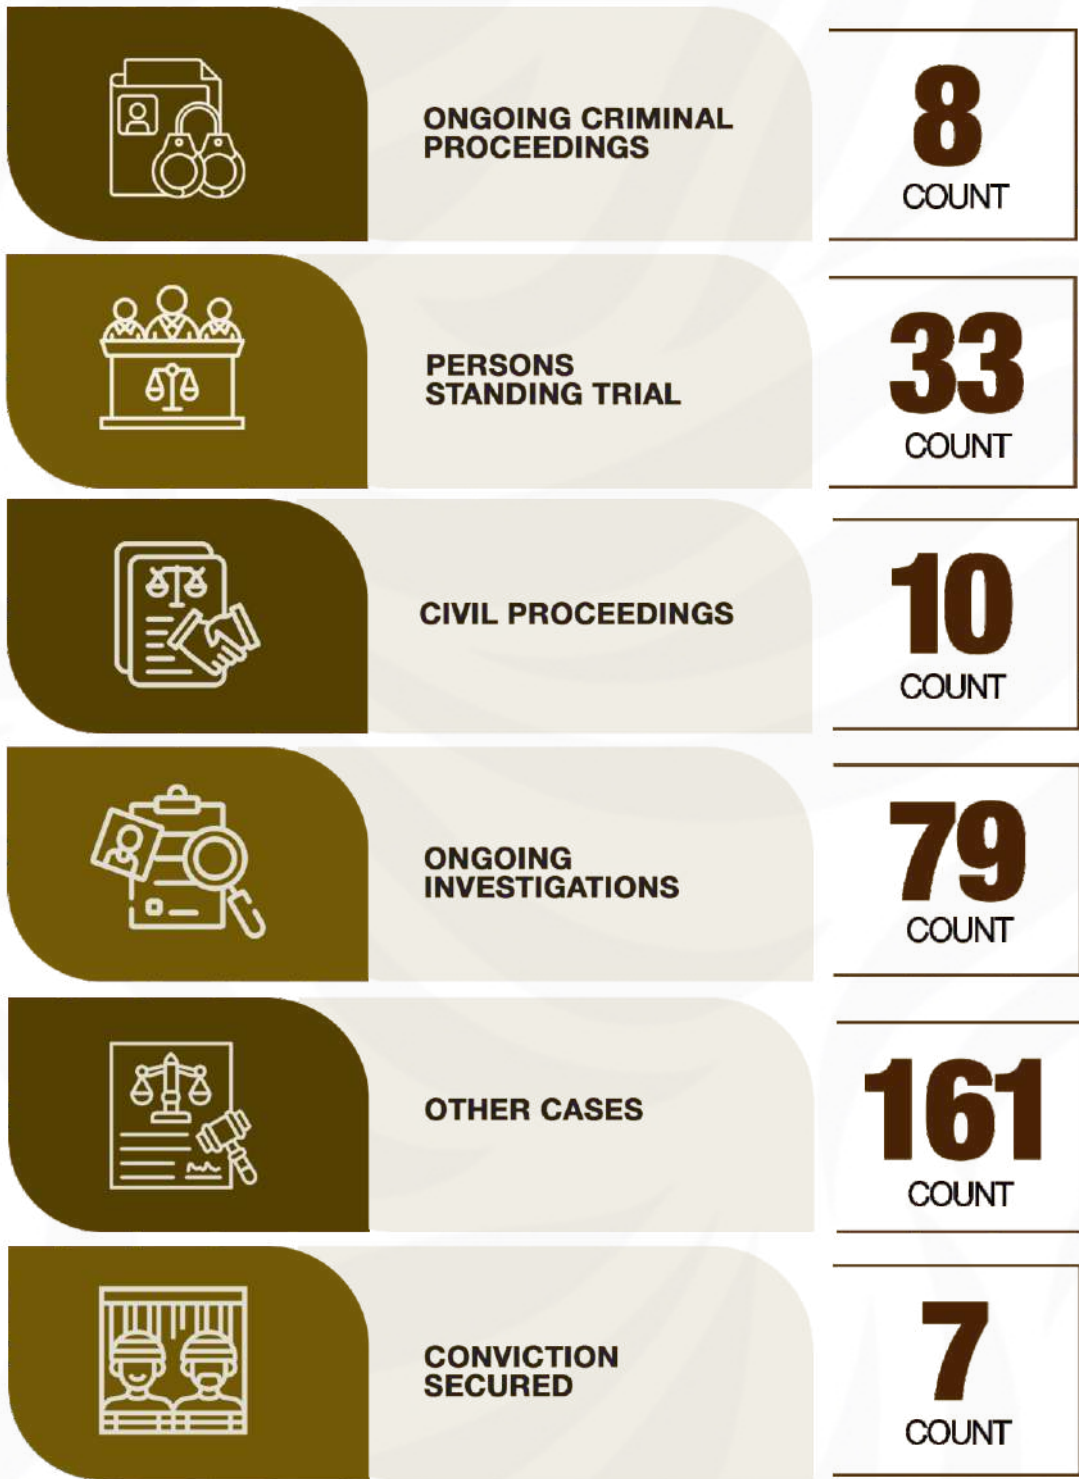 ONGOING CRIMINAL
PROCEEDINGS
8
COUNT
PERSONS
STANDING TRIAL
33
COUNT
CIVIL PROCEEDINGS
10
COUNT
ONGOING
INVESTIGATIONS
79
COUNT
OTHER CASES
161
COUNT
CONVICTION
SECURED
7
COUNT